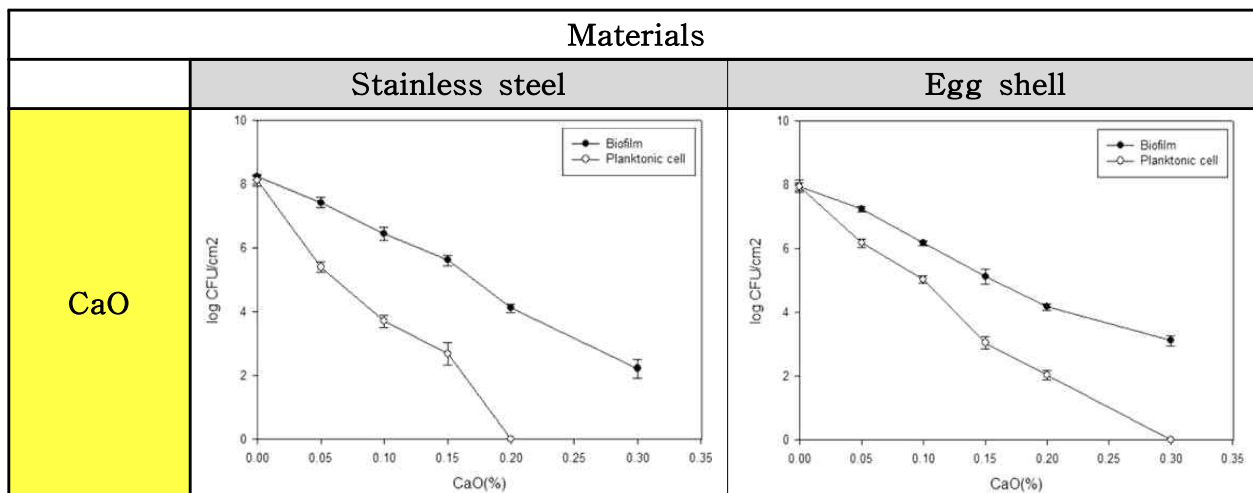 Materials
Stainless steel
Egg shell
CaO
10
8
6
4
2
0
log CFU/cm2
Biofilm
Planktonic cell
0.00 0.05 0.10 0.15 0.20 0.25 0.30 0.35
CaO(%)
10
8
6
4
2
0
log CFU/cm2
Biofilm
Planktonic cell
0.00 0.05 0.10 0.15 0.20 0.25 0.30 0.35
CaO(%)